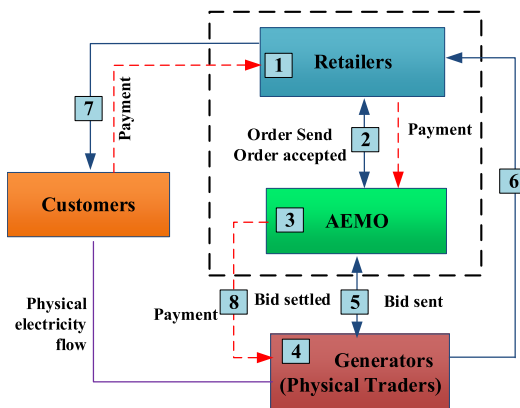 1
Retailers
7
Payment
Order Send
Order accepted
2
Payment
6
Customers
3
AEMO
Physical
electricity
flow
Payment
8
Bid settled
5
Bid sent
4
Generators
(Physical Traders)